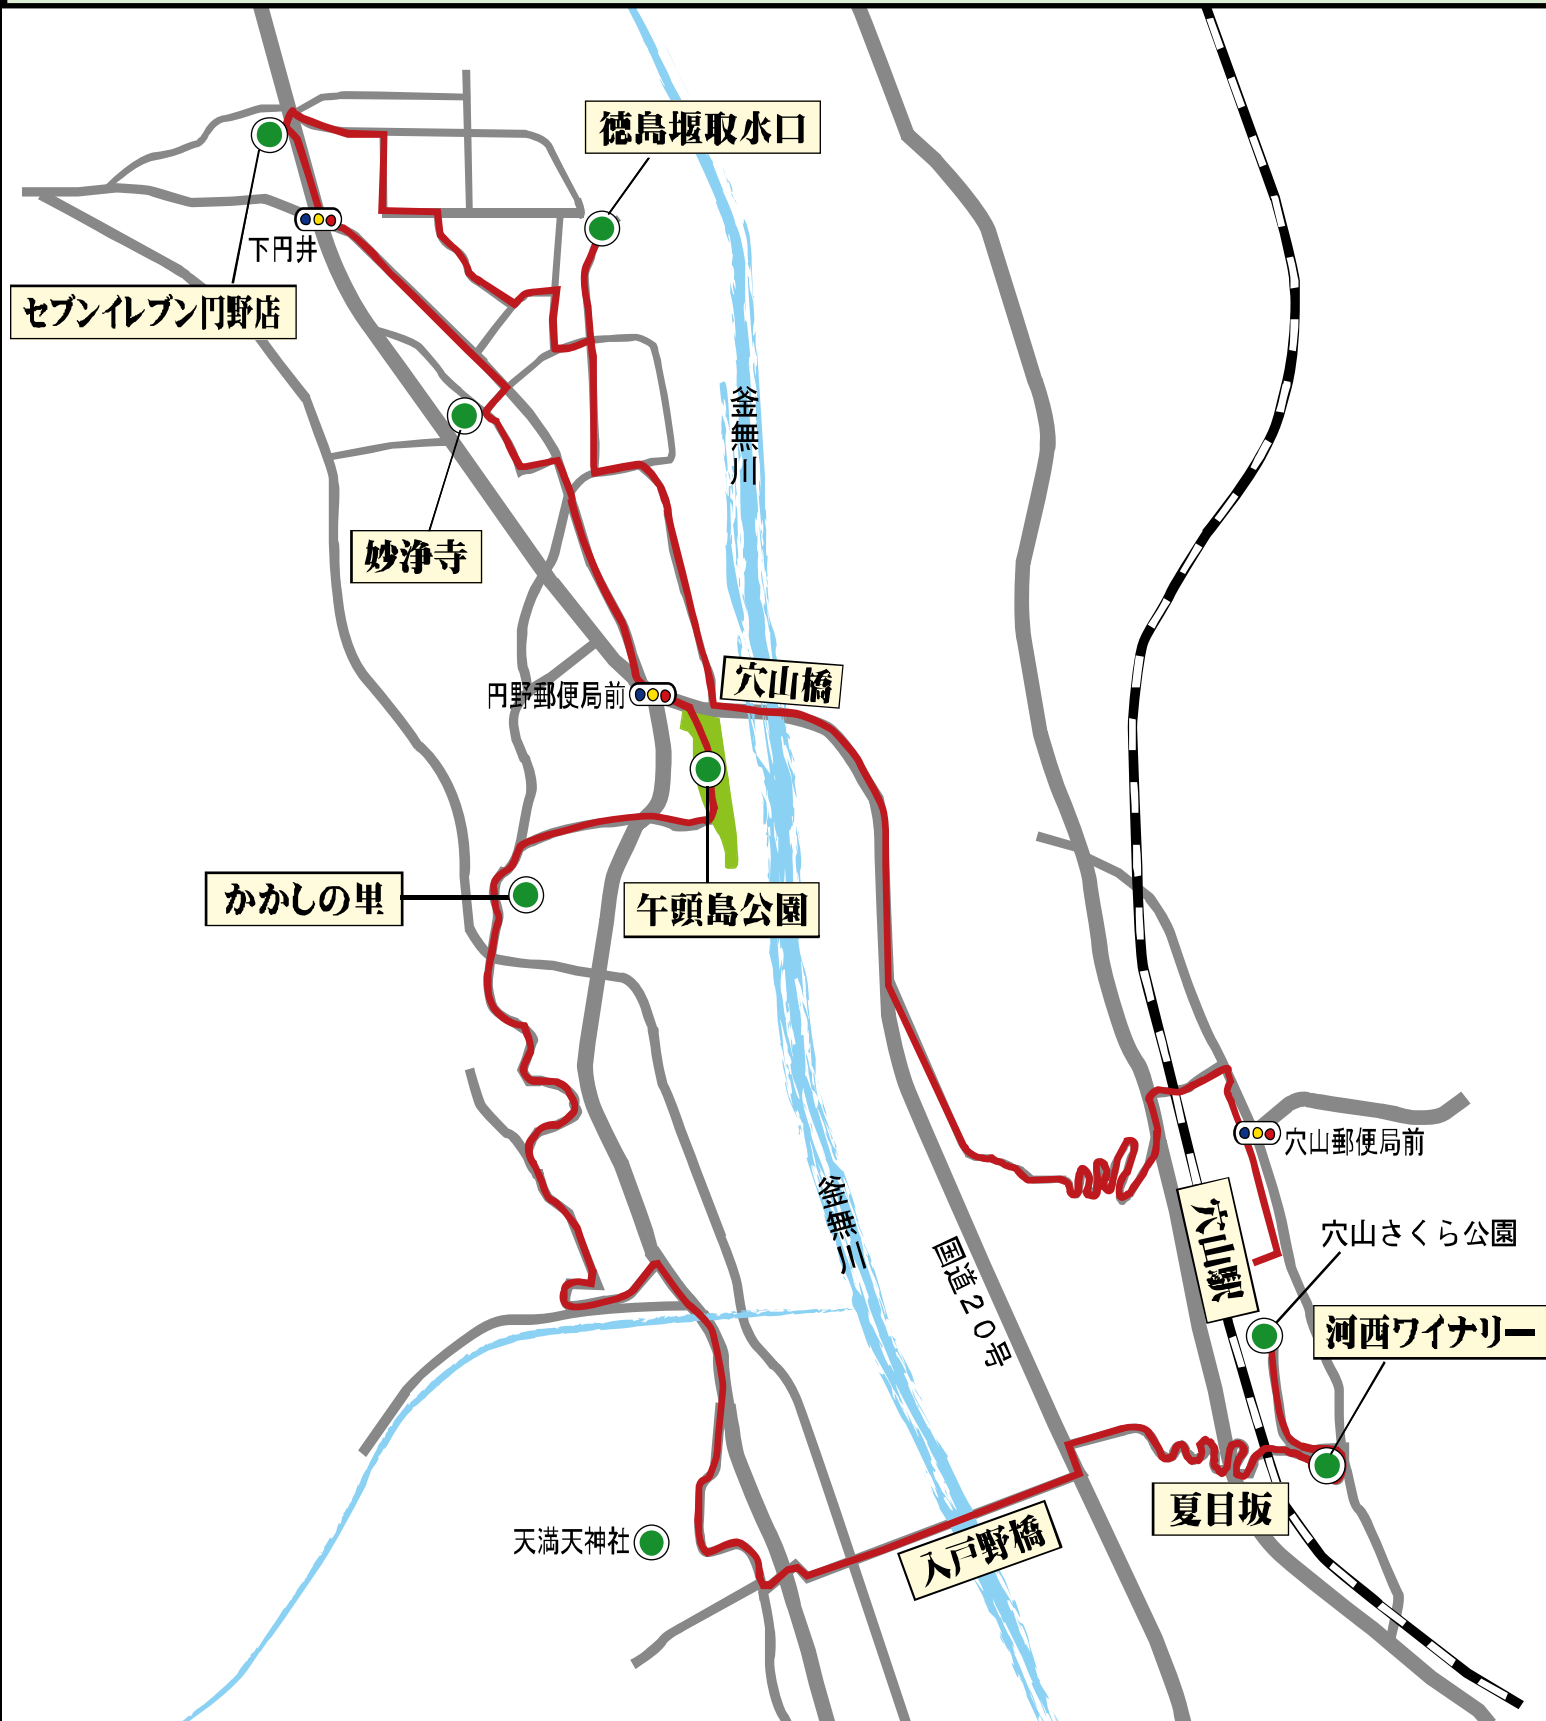 徳島堰取水口
下円井
セブンイレブン円野店
釜無川
妙浄寺
穴山橋
円野郵便局前
かかしの里
午頭島公園
穴山郵便局前
釜無川
穴山駅
穴山さくら公園
国道20号
河西ワイナリー
夏目坂
天満天神社
入戸野橋